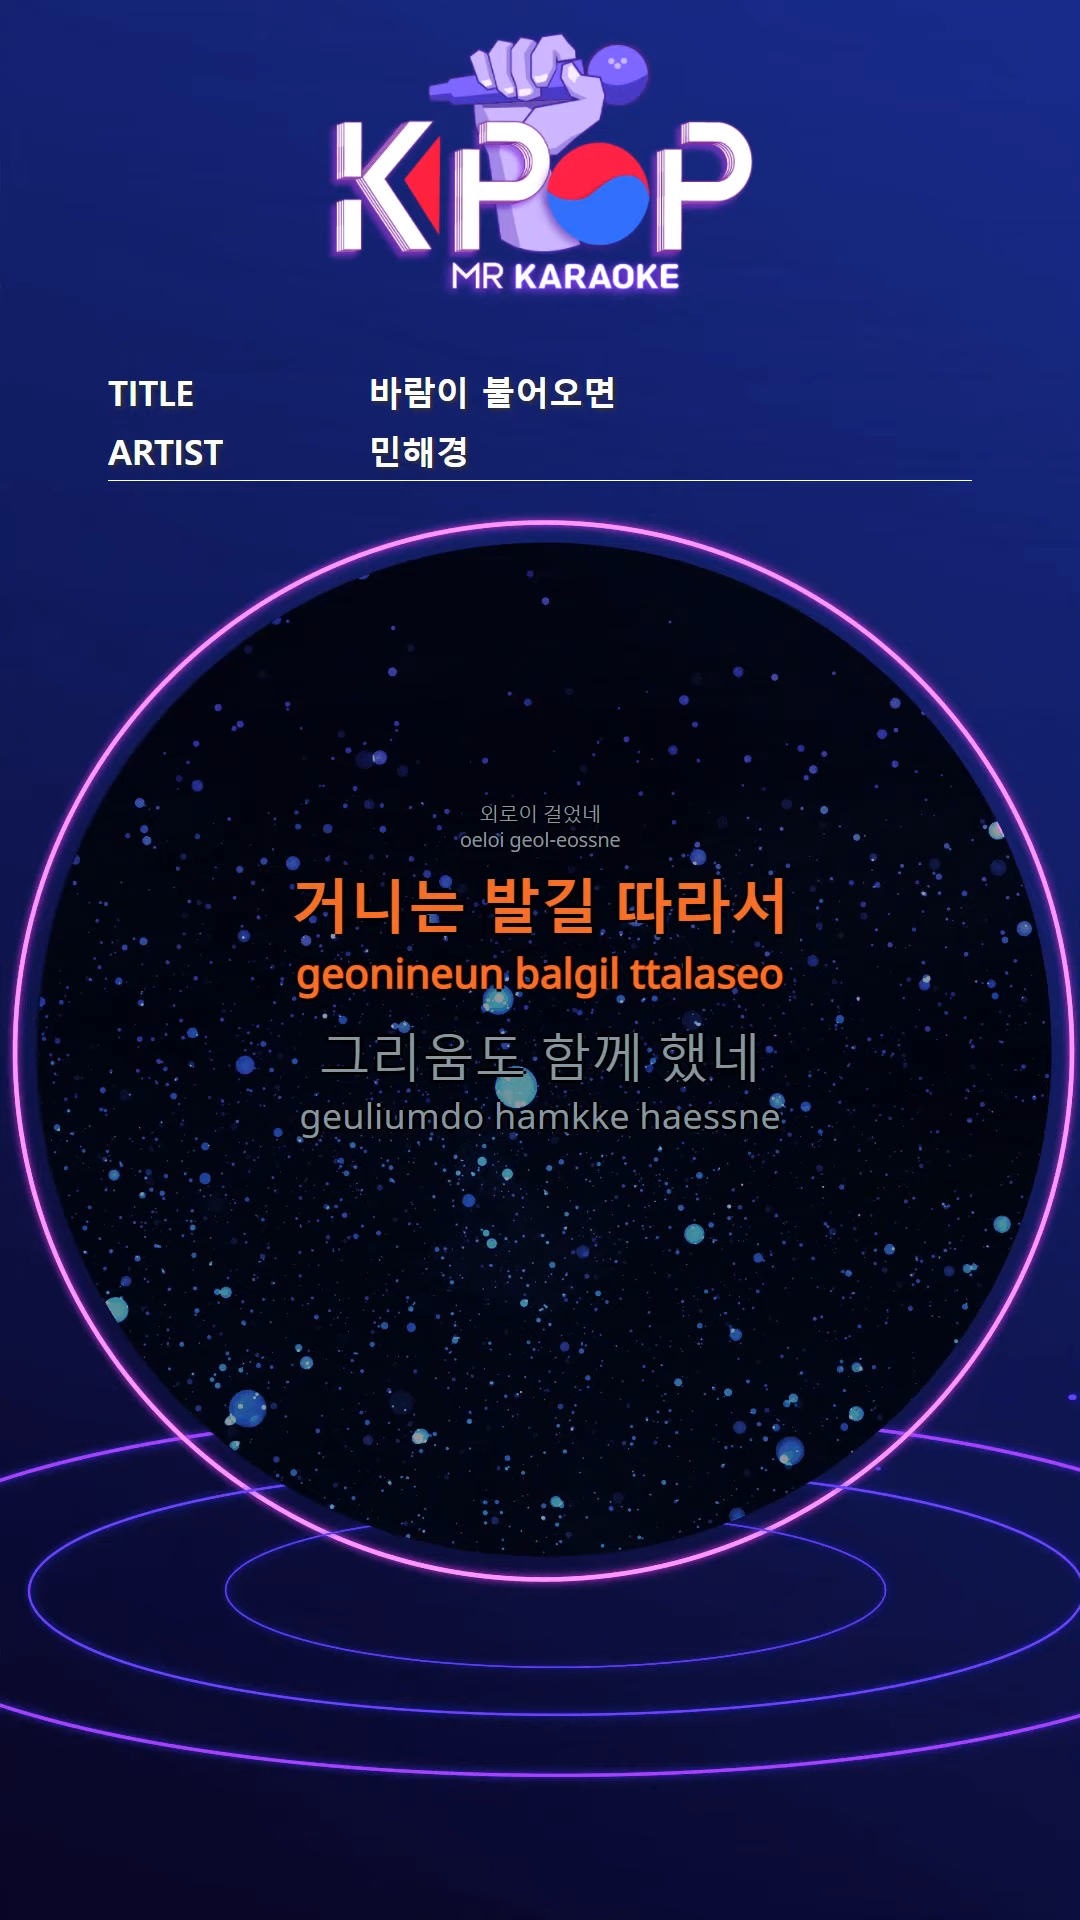 KPOP
MR KARAOKE
TITLE 바람이 불어오면
ARTIST 민해경
외로이 걸었네
oeloi geol-eossne
거니는 발길 따라서
geonineun balgil ttalaseo
그리움도 함께 했네
geuliumdo hamkke haessne